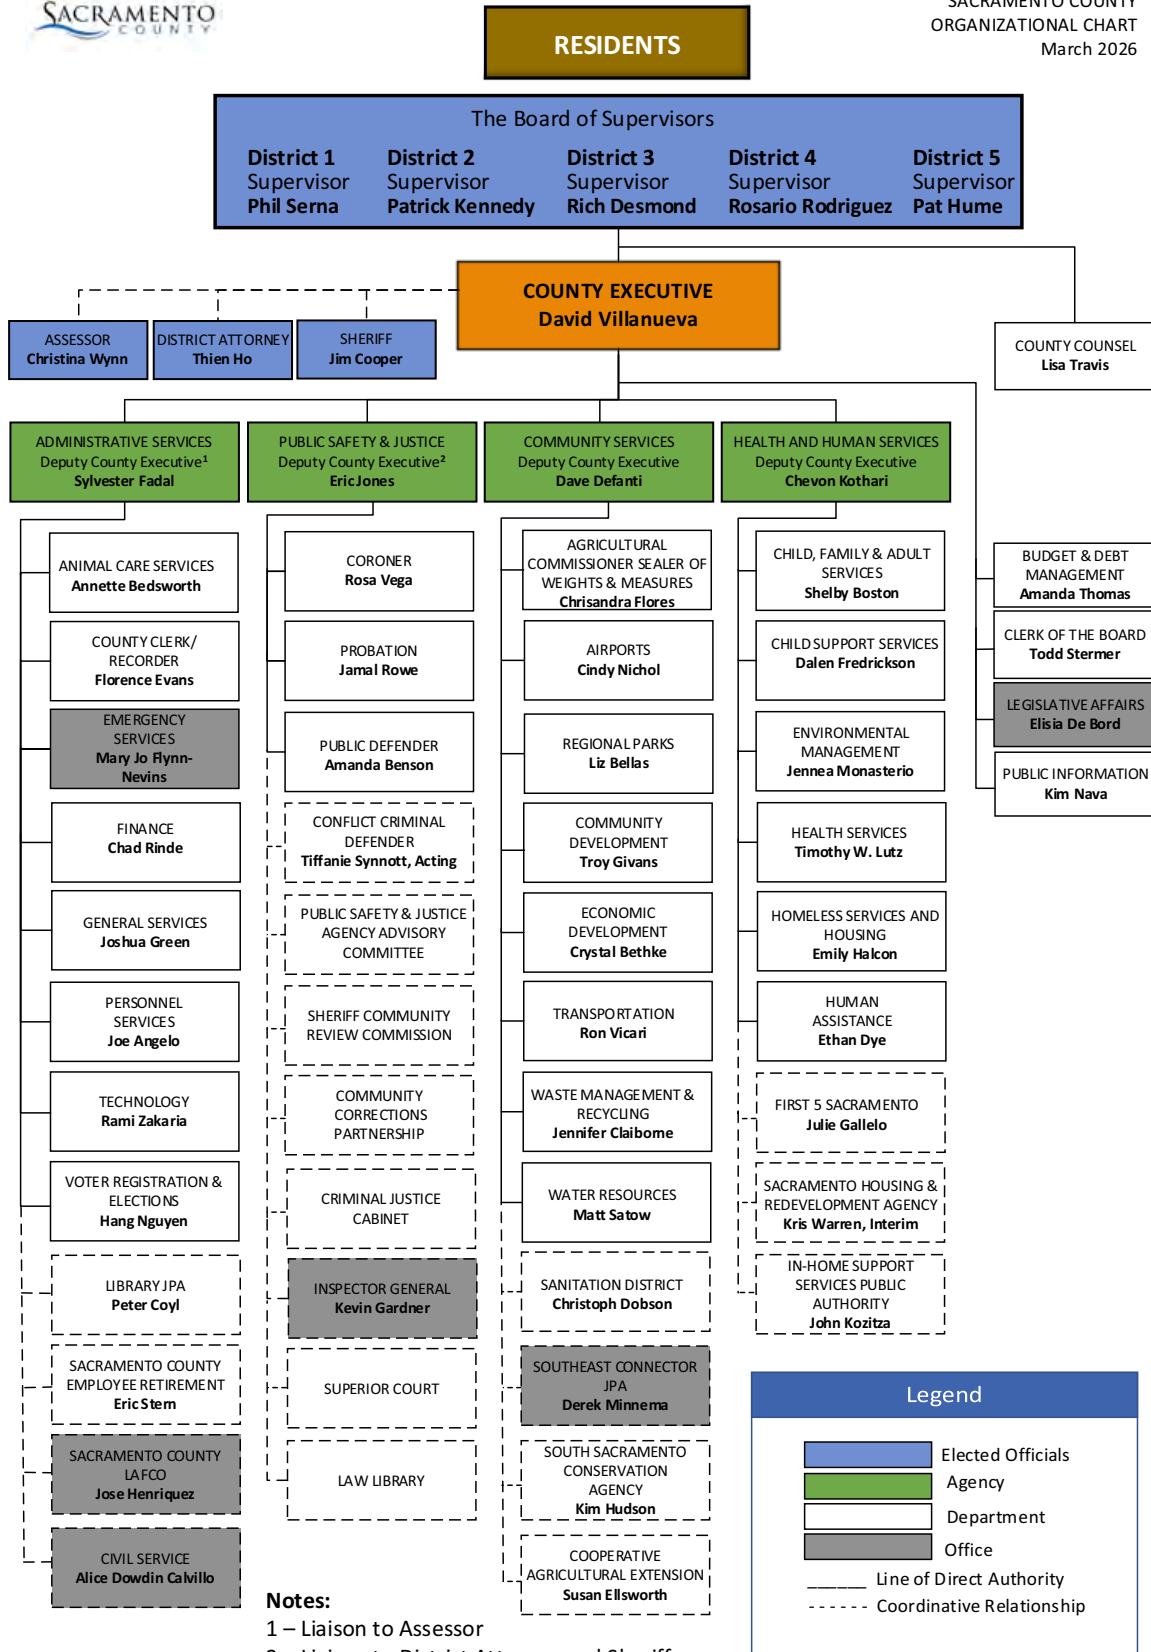 SACRAMENTO
COUNTY
SACRAMENTO COUNTY
ORGANIZATIONAL CHART
March 2026
RESIDENTS
The Board of Supervisors
District 1
Supervisor
Phil Serna
District 2
Supervisor
Patrick Kennedy
District 3
Supervisor
Rich Desmond
District 4
Supervisor
Rosario Rodriguez
District 5
Supervisor
Pat Hume
COUNTY EXECUTIVE
David Villanueva
ASSESSOR
Christina Wynn
DISTRICT ATTORNEY
Thien Ho
SHERIFF
Jim Cooper
COUNTY COUNSEL
Lisa Travis
ADMINISTRATIVE SERVICES
Deputy County Executive¹
Sylvester Fadal
PUBLIC SAFETY & JUSTICE
Deputy County Executive²
Eric Jones
COMMUNITY SERVICES
Deputy County Executive
Dave Defanti
HEALTH AND HUMAN SERVICES
Deputy County Executive
Chevon Kothari
ANIMAL CARE SERVICES
Annette Bedsworth
COUNTY CLERK/
RECORDER
Florence Evans
EMERGENCY
SERVICES
Mary Jo Flynn-
Nevins
FINANCE
Chad Rinde
GENERAL SERVICES
Joshua Green
PERSONNEL
SERVICES
Joe Angelo
TECHNOLOGY
Rami Zakaria
VOTER REGISTRATION &
ELECTIONS
Hang Nguyen
LIBRARY JPA
Peter Coyl
SACRAMENTO COUNTY
EMPLOYEE RETIREMENT
Eric Stern
SACRAMENTO COUNTY
LAFCO
Jose Henriquez
CIVIL SERVICE
Alice Dowdin Calvillo
CORONER
Rosa Vega
PROBATION
Jamal Rowe
PUBLIC DEFENDER
Amanda Benson
CONFLICT CRIMINAL
DEFENDER
Tiffanie Synnott, Acting
PUBLIC SAFETY & JUSTICE
AGENCY ADVISORY
COMMITTEE
SHERIFF COMMUNITY
REVIEW COMMISSION
COMMUNITY
CORRECTIONS
PARTNERSHIP
CRIMINAL JUSTICE
CABINET
INSPECTOR GENERAL
Kevin Gardner
SUPERIOR COURT
LAW LIBRARY
AGRICULTURAL
COMMISSIONER SEALER OF
WEIGHTS & MEASURES
Chrisandra Flores
AIRPORTS
Cindy Nichol
REGIONAL PARKS
Liz Bellas
COMMUNITY
DEVELOPMENT
Troy Givans
ECONOMIC
DEVELOPMENT
Crystal Bethke
TRANSPORTATION
Ron Vicari
WASTE MANAGEMENT &
RECYCLING
Jennifer Claiborne
WATER RESOURCES
Matt Satow
SANITATION DISTRICT
Christoph Dobson
SOUTHEAST CONNECTOR
JPA
Derek Minnema
SOUTH SACRAMENTO
CONSERVATION
AGENCY
Kim Hudson
COOPERATIVE
AGRICULTURAL EXTENSION
Susan Ellsworth
CHILD, FAMILY & ADULT
SERVICES
Shelby Boston
CHILD SUPPORT SERVICES
Dalen Fredrickson
ENVIRONMENTAL
MANAGEMENT
Jennea Monasterio
HEALTH SERVICES
Timothy W. Lutz
HOMELESS SERVICES AND
HOUSING
Emily Halcon
HUMAN
ASSISTANCE
Ethan Dye
FIRST 5 SACRAMENTO
Julie Gallelo
SACRAMENTO HOUSING &
REDEVELOPMENT AGENCY
Kris Warren, Interim
IN-HOME SUPPORT
SERVICES PUBLIC
AUTHORITY
John Kozitza
BUDGET & DEBT
MANAGEMENT
Amanda Thomas
CLERK OF THE BOARD
Todd Stermer
LEGISLATIVE AFFAIRS
Elisia De Bord
PUBLIC INFORMATION
Kim Nava
Legend
Elected Officials
Agency
Department
Office
Line of Direct Authority
Coordinative Relationship
Notes:
1 – Liaison to Assessor
2 – Liaison to District Attorney and Sheriff